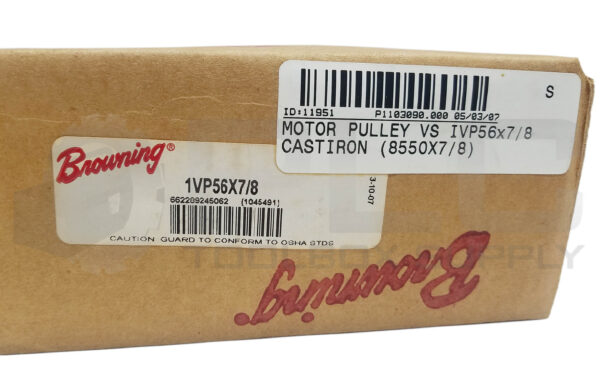 ID:11951 P1103090.000 05/03/07
S
MOTOR PULLEY VS IVP56x7/8
CASTIRON (8550X7/8)
Browning®
1VP56X7/8
662209245062 (1045491)
3-10-07
CAUTION: GUARD TO CONFORM TO OSHA STDS
Browning
SUPPLY